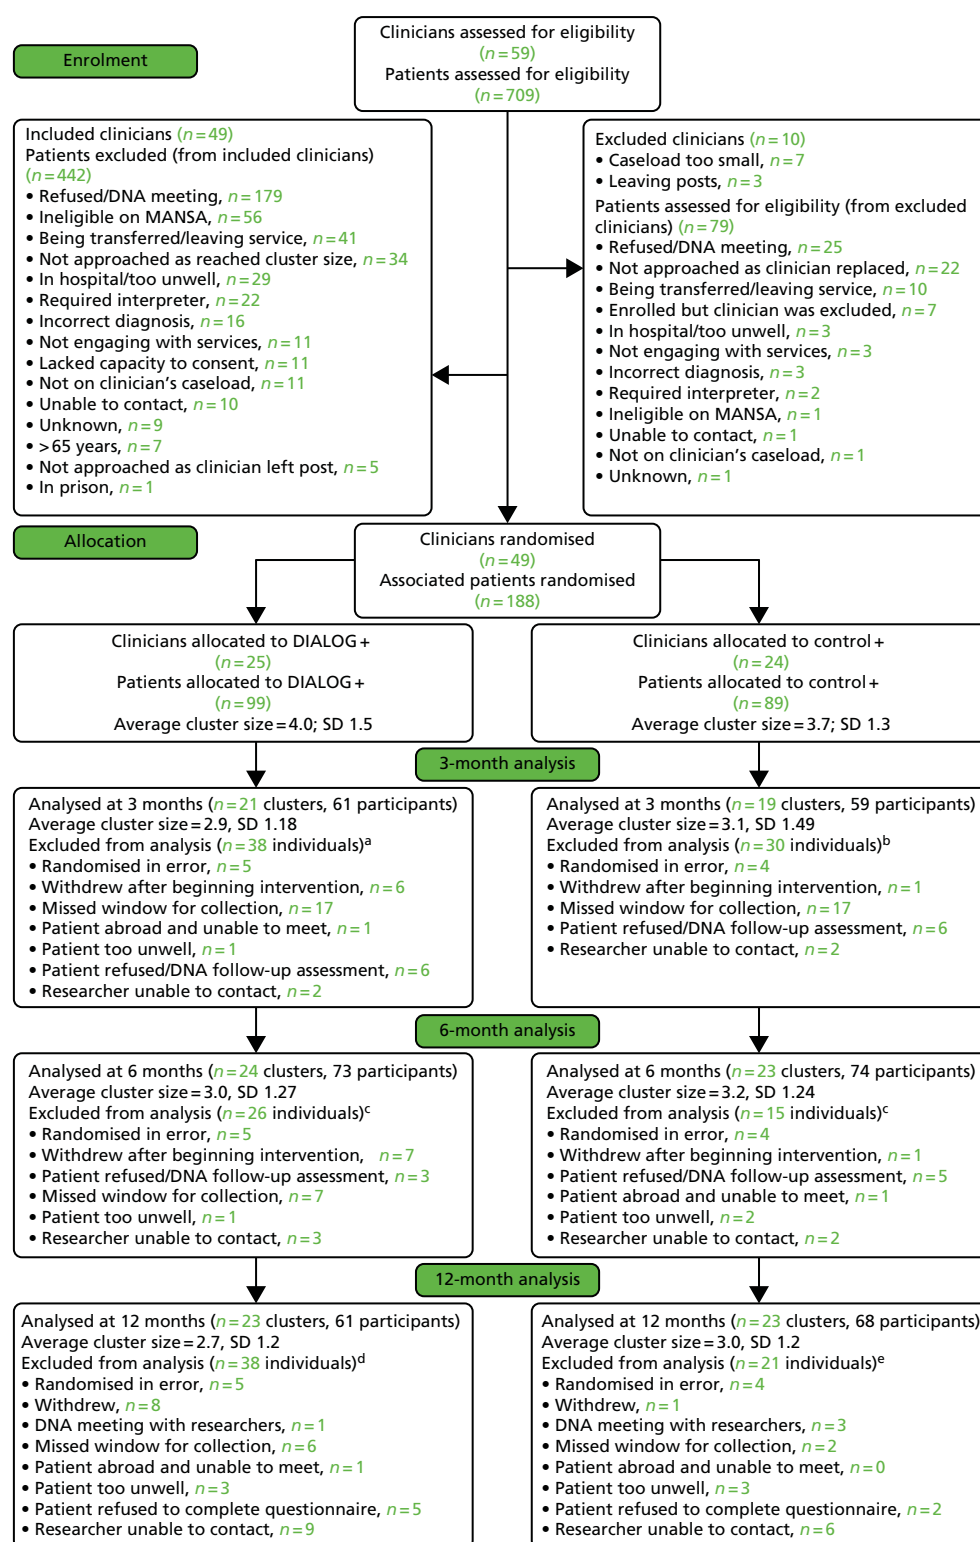 Enrolment
Clinicians assessed for eligibility
(n=59)
Patients assessed for eligibility
(n=709)
Included clinicians (n=49)
Patients excluded (from included clinicians)
(n=442)
• Refused/DNA meeting, n=179
• Ineligible on MANSA, n=56
• Being transferred/leaving service, n=41
• Not approached as reached cluster size, n=34
• In hospital/too unwell, n=29
• Required interpreter, n=22
• Incorrect diagnosis, n=16
• Not engaging with services, n=11
• Lacked capacity to consent, n=11
• Not on clinician's caseload, n=11
• Unable to contact, n=10
• Unknown, n=9
• >65 years, n=7
• Not approached as clinician left post, n=5
• In prison, n=1
Excluded clinicians (n=10)
• Caseload too small, n=7
• Leaving posts, n=3
Patients assessed for eligibility (from excluded
clinicians) (n=79)
• Refused/DNA meeting, n=25
• Not approached as clinician replaced, n=22
• Being transferred/leaving service, n=10
• Enrolled but clinician was excluded, n=7
• In hospital/too unwell, n=3
• Not engaging with services, n=3
• Incorrect diagnosis, n=3
• Required interpreter, n=2
• Ineligible on MANSA, n=1
• Unable to contact, n=1
• Not on clinician's caseload, n=1
• Unknown, n=1
Allocation
Clinicians randomised
(n=49)
Associated patients randomised
(n=188)
Clinicians allocated to DIALOG+
(n=25)
Patients allocated to DIALOG+
(n=99)
Average cluster size=4.0; SD 1.5
Clinicians allocated to control+
(n=24)
Patients allocated to control+
(n=89)
Average cluster size=3.7; SD 1.3
3-month analysis
Analysed at 3 months (n=21 clusters, 61 participants)
Average cluster size=2.9, SD 1.18
Excluded from analysis (n=38 individuals)a
• Randomised in error, n=5
• Withdrew after beginning intervention, n=6
• Missed window for collection, n=17
• Patient abroad and unable to meet, n=1
• Patient too unwell, n=1
• Patient refused/DNA follow-up assessment, n=6
• Researcher unable to contact, n=2
Analysed at 3 months (n=19 clusters, 59 participants)
Average cluster size=3.1, SD 1.49
Excluded from analysis (n=30 individuals)b
• Randomised in error, n=4
• Withdrew after beginning intervention, n=1
• Missed window for collection, n=17
• Patient refused/DNA follow-up assessment, n=6
• Researcher unable to contact, n=2
6-month analysis
Analysed at 6 months (n=24 clusters, 73 participants)
Average cluster size=3.0, SD 1.27
Excluded from analysis (n=26 individuals)c
• Randomised in error, n=5
• Withdrew after beginning intervention, n=7
• Patient refused/DNA follow-up assessment, n=3
• Missed window for collection, n=7
• Patient too unwell, n=1
• Researcher unable to contact, n=3
Analysed at 6 months (n=23 clusters, 74 participants)
Average cluster size=3.2, SD 1.24
Excluded from analysis (n=15 individuals)c
• Randomised in error, n=4
• Withdrew after beginning intervention, n=1
• Patient refused/DNA follow-up assessment, n=5
• Patient abroad and unable to meet, n=1
• Patient too unwell, n=2
• Researcher unable to contact, n=2
12-month analysis
Analysed at 12 months (n=23 clusters, 61 participants)
Average cluster size=2.7, SD 1.2
Excluded from analysis (n=38 individuals)d
• Randomised in error, n=5
• Withdrew, n=8
• DNA meeting with researchers, n=1
• Missed window for collection, n=6
• Patient abroad and unable to meet, n=1
• Patient too unwell, n=3
• Patient refused to complete questionnaire, n=5
• Researcher unable to contact, n=9
Analysed at 12 months (n=23 clusters, 68 participants)
Average cluster size=3.0, SD 1.2
Excluded from analysis (n=21 individuals)e
• Randomised in error, n=4
• Withdrew, n=1
• DNA meeting with researchers, n=3
• Missed window for collection, n=2
• Patient abroad and unable to meet, n=0
• Patient too unwell, n=3
• Patient refused to complete questionnaire, n=2
• Researcher unable to contact, n=6